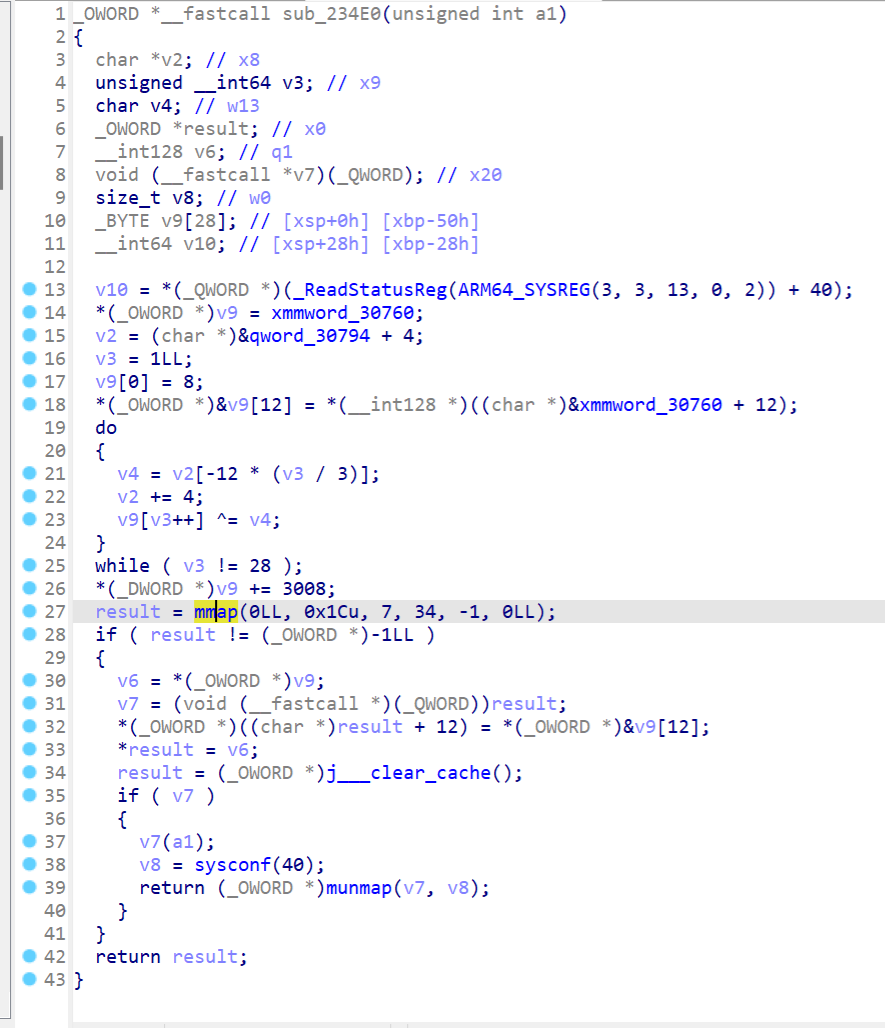 1 _OWORD *__fastcall sub_234E0(unsigned int a1)
2 {
3 char *v2; // x8
4 unsigned __int64 v3; // x9
5 char v4; // w13
6 _OWORD *result; // x0
7 __int128 v6; // q1
8 void (__fastcall *v7)(_QWORD); // x20
9 size_t v8; // w0
10 _BYTE v9[28]; // [xsp+0h] [xbp-50h]
11 __int64 v10; // [xsp+28h] [xbp-28h]
12
13 v10 = *(_QWORD *)(_ReadStatusReg(ARM64_SYSREG(3, 3, 13, 0, 2)) + 40);
14 *(_OWORD *)v9 = xmmword_30760;
15 v2 = (char *)&qword_30794 + 4;
16 v3 = 1LL;
17 v9[0] = 8;
18 *(_OWORD *)&v9[12] = *(__int128 *)((char *)&xmmword_30760 + 12);
19 do
20 {
21 v4 = v2[-12 * (v3 / 3)];
22 v2 += 4;
23 v9[v3++] ^= v4;
24 }
25 while ( v3 != 28 );
26 *(_DWORD *)v9 += 3008;
27 result = mmap(0LL, 0x1Cu, 7, 34, -1, 0LL);
28 if ( result != (_OWORD *)-1LL )
29 {
30 v6 = *(_OWORD *)v9;
31 v7 = (void (__fastcall *)(_QWORD))result;
32 *(_OWORD *)((char *)result + 12) = *(_OWORD *)&v9[12];
33 *result = v6;
34 result = (_OWORD *)j___clear_cache();
35 if ( v7 )
36 {
37 v7(a1);
38 v8 = sysconf(40);
39 return (_OWORD *)munmap(v7, v8);
40 }
41 }
42 return result;
43 }